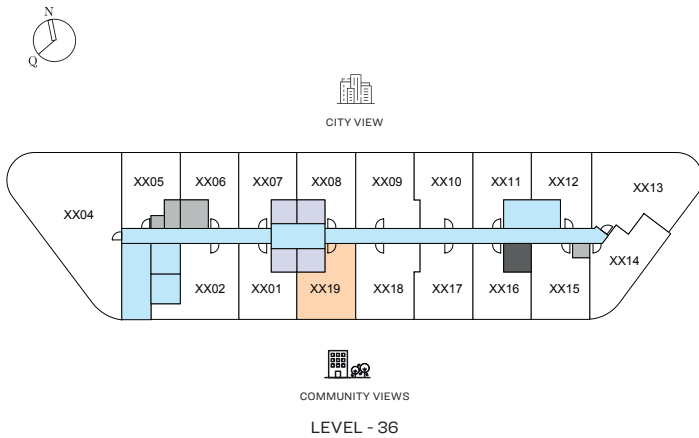 N
Q
CITY VIEW
XX05 XX06 XX07 XX08 XX09 XX10 XX11 XX12
XX13
XX04
XX14
XX02 XX01 XX19 XX18 XX17 XX16 XX15
COMMUNITY VIEWS
LEVEL - 36